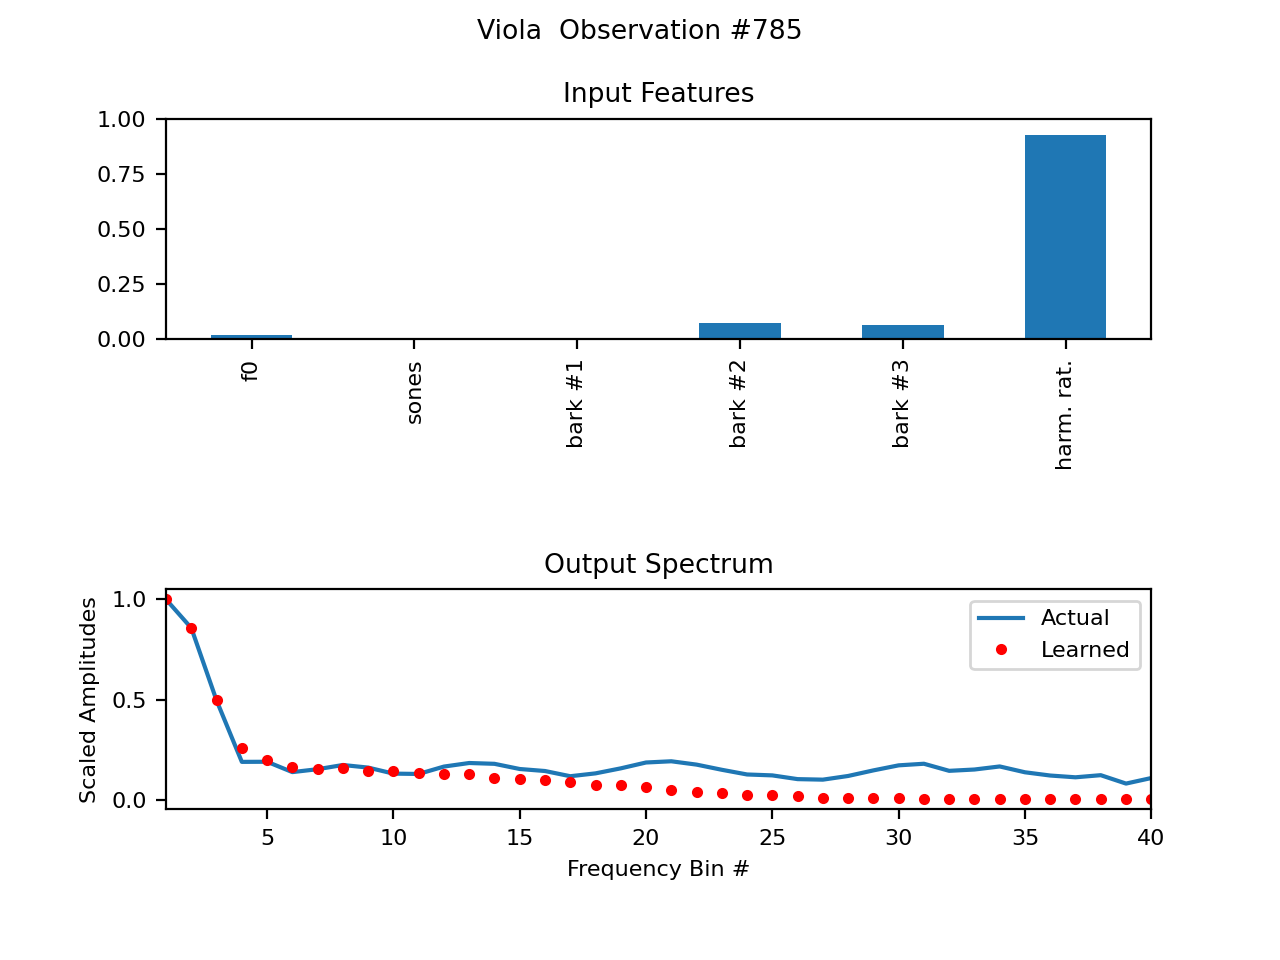 Viola  Observation #785
Input Features
1.00
0.75
0.50
0.25
0.00
f0
sones
bark #1
bark #2
bark #3
harm. rat.
Output Spectrum
Scaled Amplitudes
1.0
0.5
0.0
Actual
Learned
5 10 15 20 25 30 35 40
Frequency Bin #